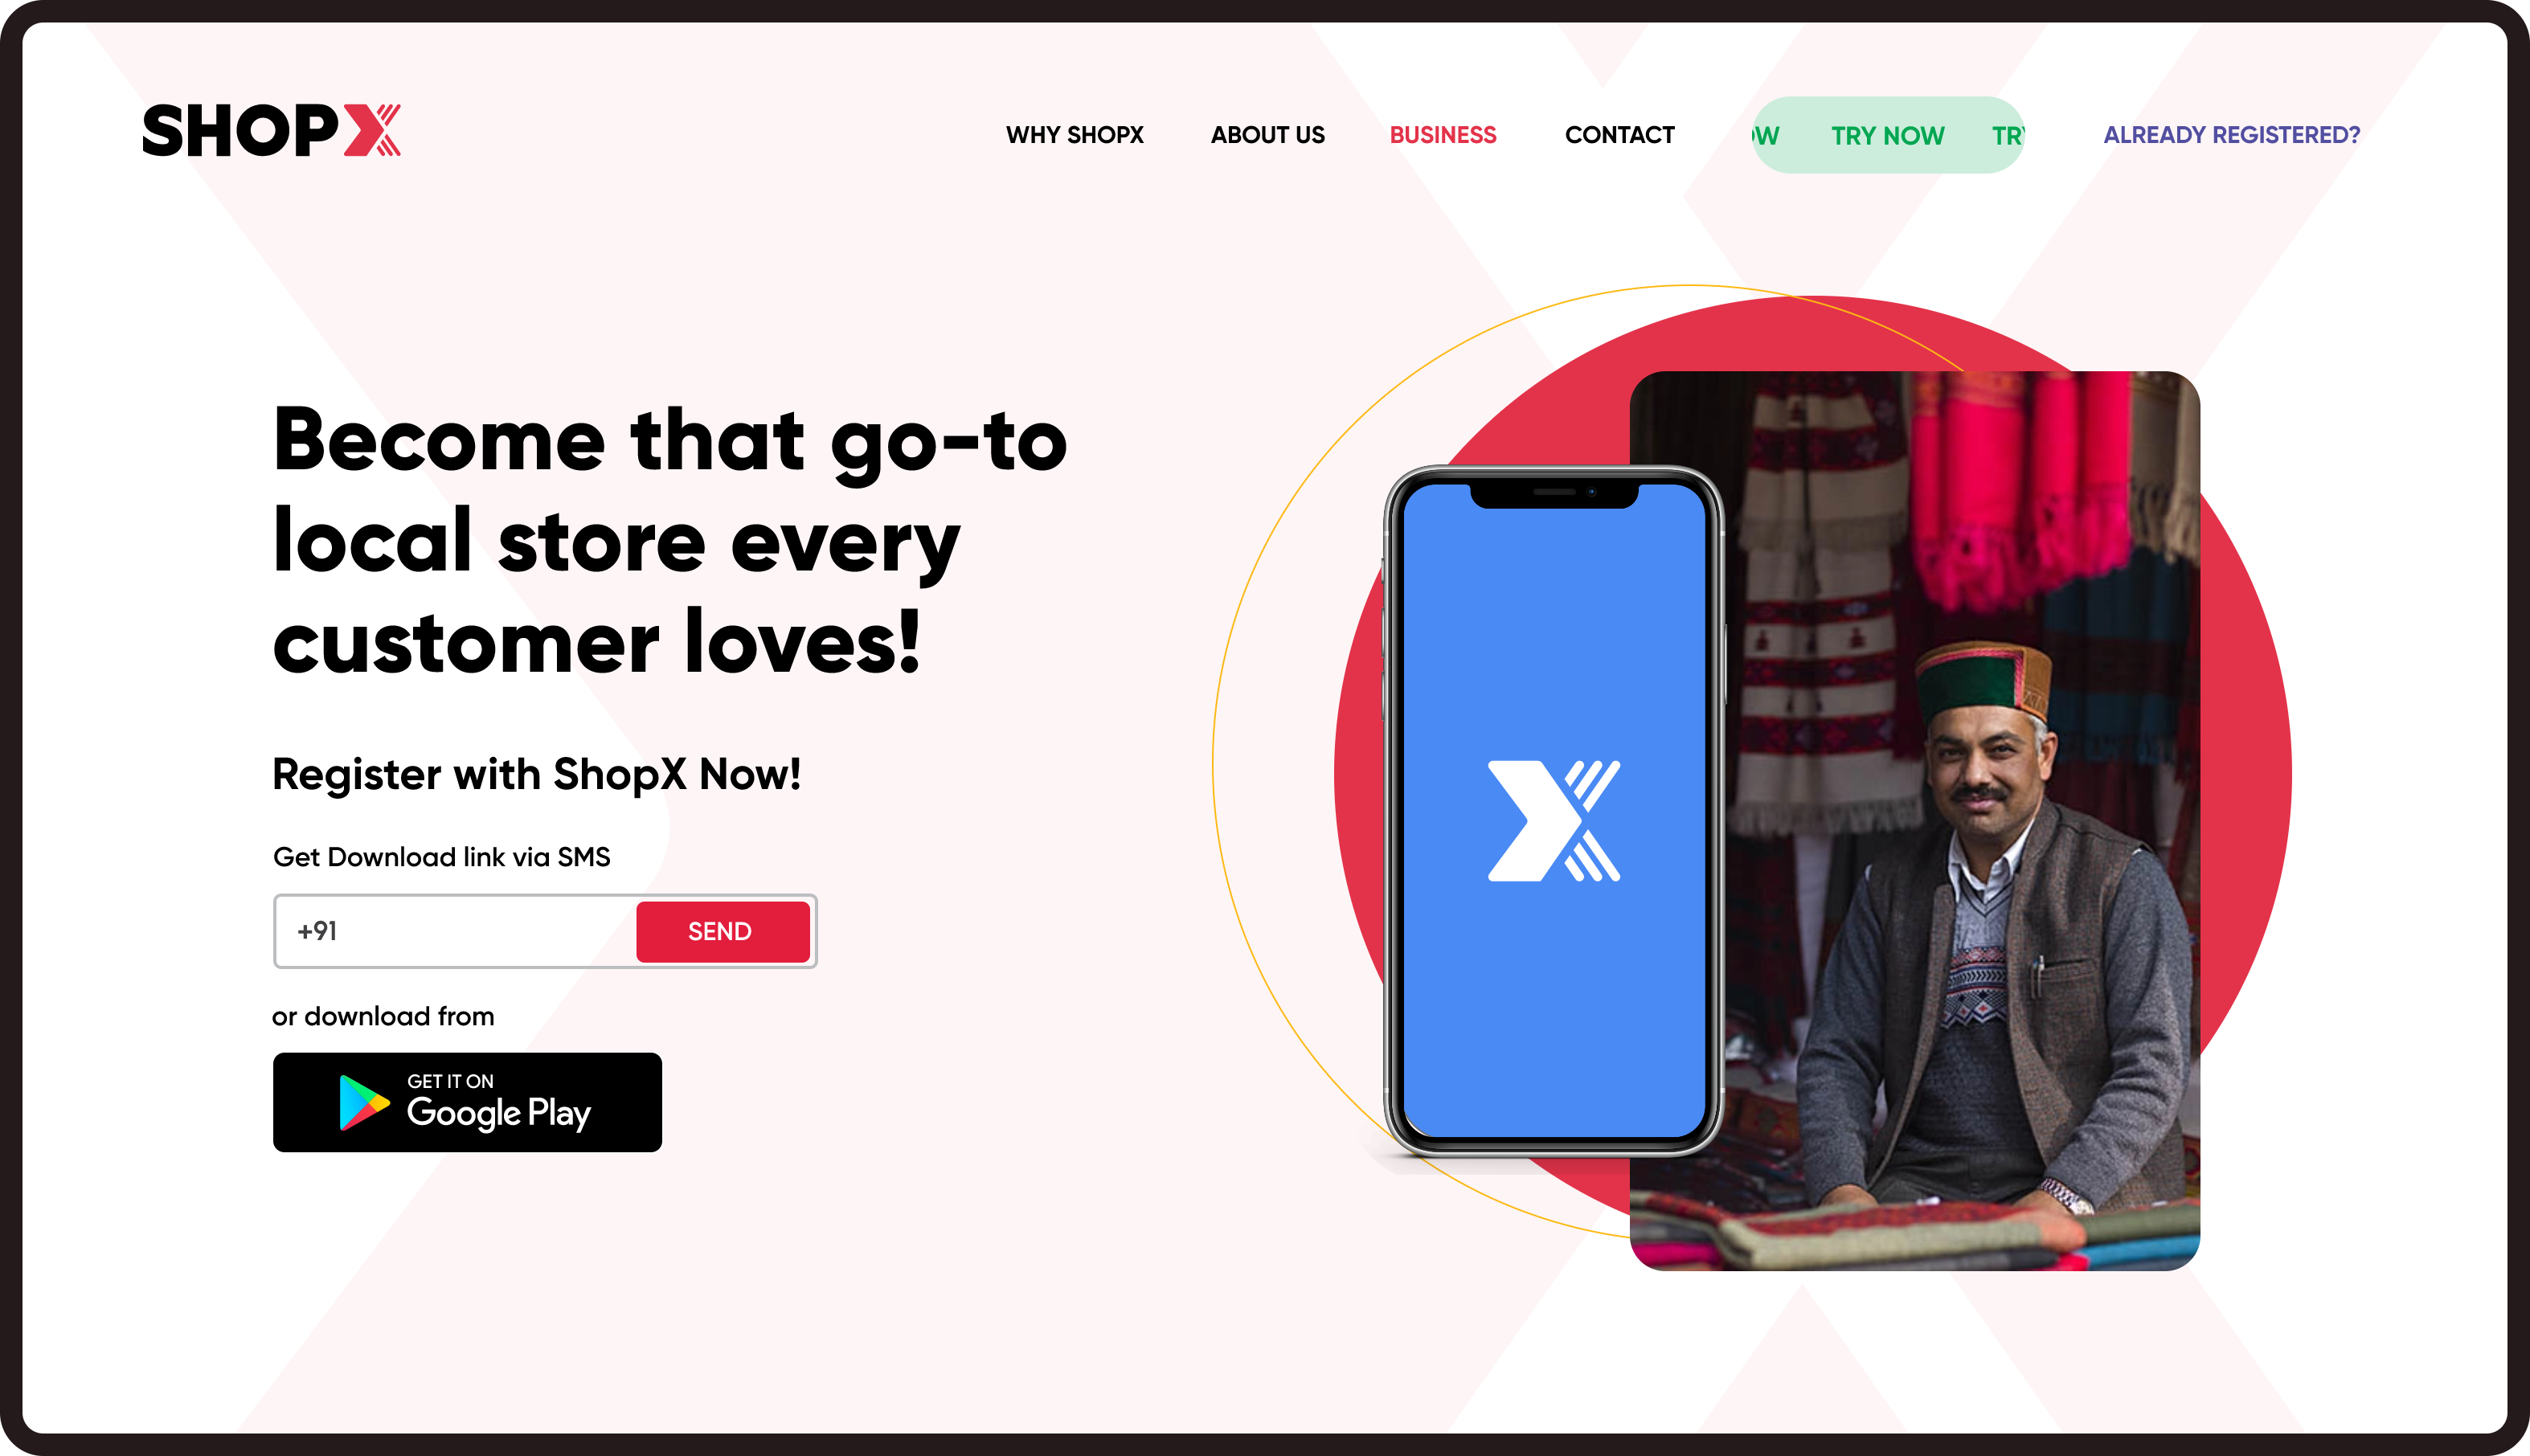 SHOPX
WHY SHOPX
ABOUT US
BUSINESS
CONTACT
OW TRY NOW TRY
ALREADY REGISTERED?
Become that go-to
local store every
customer loves!
Register with ShopX Now!
Get Download link via SMS
+91
SEND
or download from
GET IT ON
Google Play